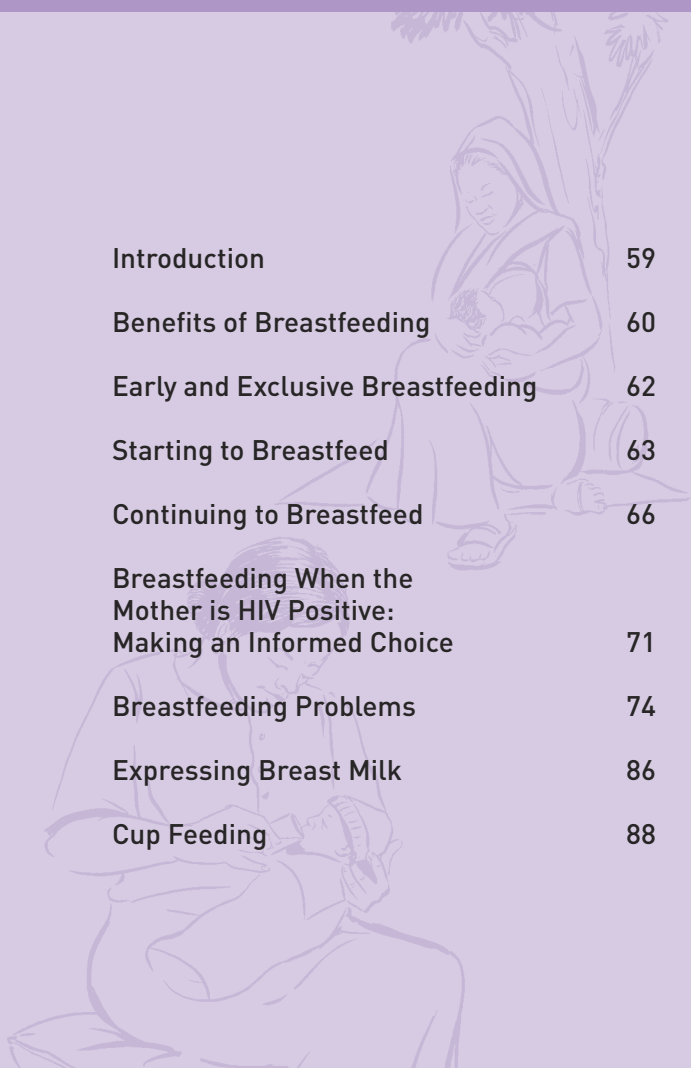 Introduction 59
Benefits of Breastfeeding 60
Early and Exclusive Breastfeeding 62
Starting to Breastfeed 63
Continuing to Breastfeed 66
Breastfeeding When the
Mother is HIV Positive:
Making an Informed Choice 71
Breastfeeding Problems 74
Expressing Breast Milk 86
Cup Feeding 88